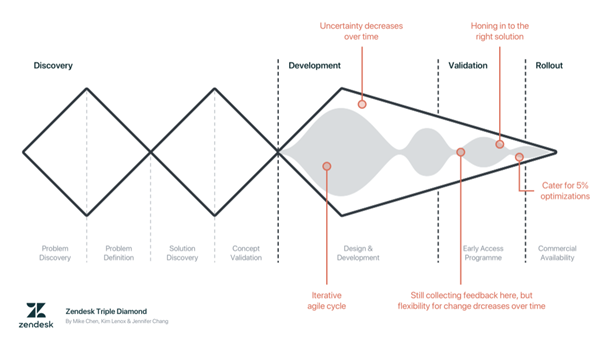 Uncertainty decreases
over time
Honing in to the
right solution
Discovery
Development
Validation
Rollout
Cater for 5%
optimizations
Problem
Discovery
Problem
Definition
Solution
Discovery
Concept
Validation
Design &
Development
Early Access
Programme
Commercial
Availability
Iterative
agile cycle
Still collecting feedback here, but
flexibility for change drcreases over time
zendesk
Zendesk Triple Diamond
By Mike Chen, Kim Lenox & Jennifer Chang